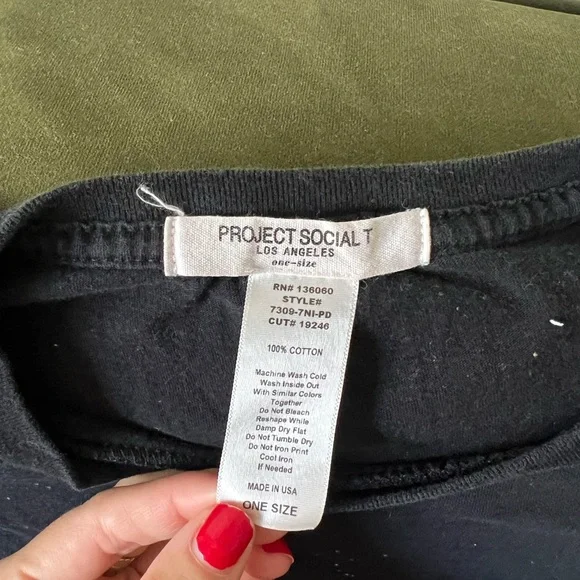 PROJECT SOCIAL T
LOS ANGELES
one-size
RN# 136060
STYLE#
7309-7NI-PD
CUT# 19246
100% COTTON
Machine Wash Cold
Wash Inside Out
With Similar Colors
Together
Do Not Bleach
Reshape While
Damp Dry Flat
Do Not Tumble Dry
Do Not Iron Print
Cool Iron
If Needed
MADE IN USA
ONE SIZE